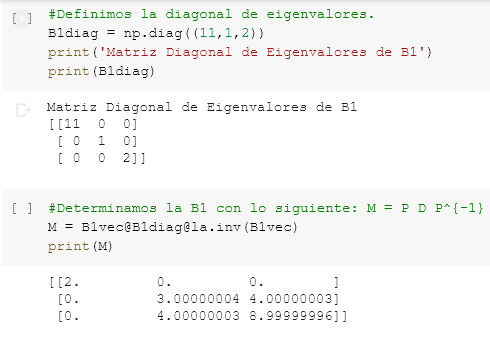 [ ] #Definimos la diagonal de eigenvalores.
B1diag = np.diag((11,1,2))
print('Matriz Diagonal de Eigenvalores de B1')
print(B1diag)
Matriz Diagonal de Eigenvalores de B1
[[11 0 0]
[ 0 1 0]
[ 0 0 2]]
[ ] #Determinamos la B1 con lo siguiente: M = P D P^{-1}
M = B1vec@B1diag@la.inv(B1vec)
print(M)
[[2. 0. 0. ]
[0. 3.00000004 4.00000003]
[0. 4.00000003 8.99999996]]